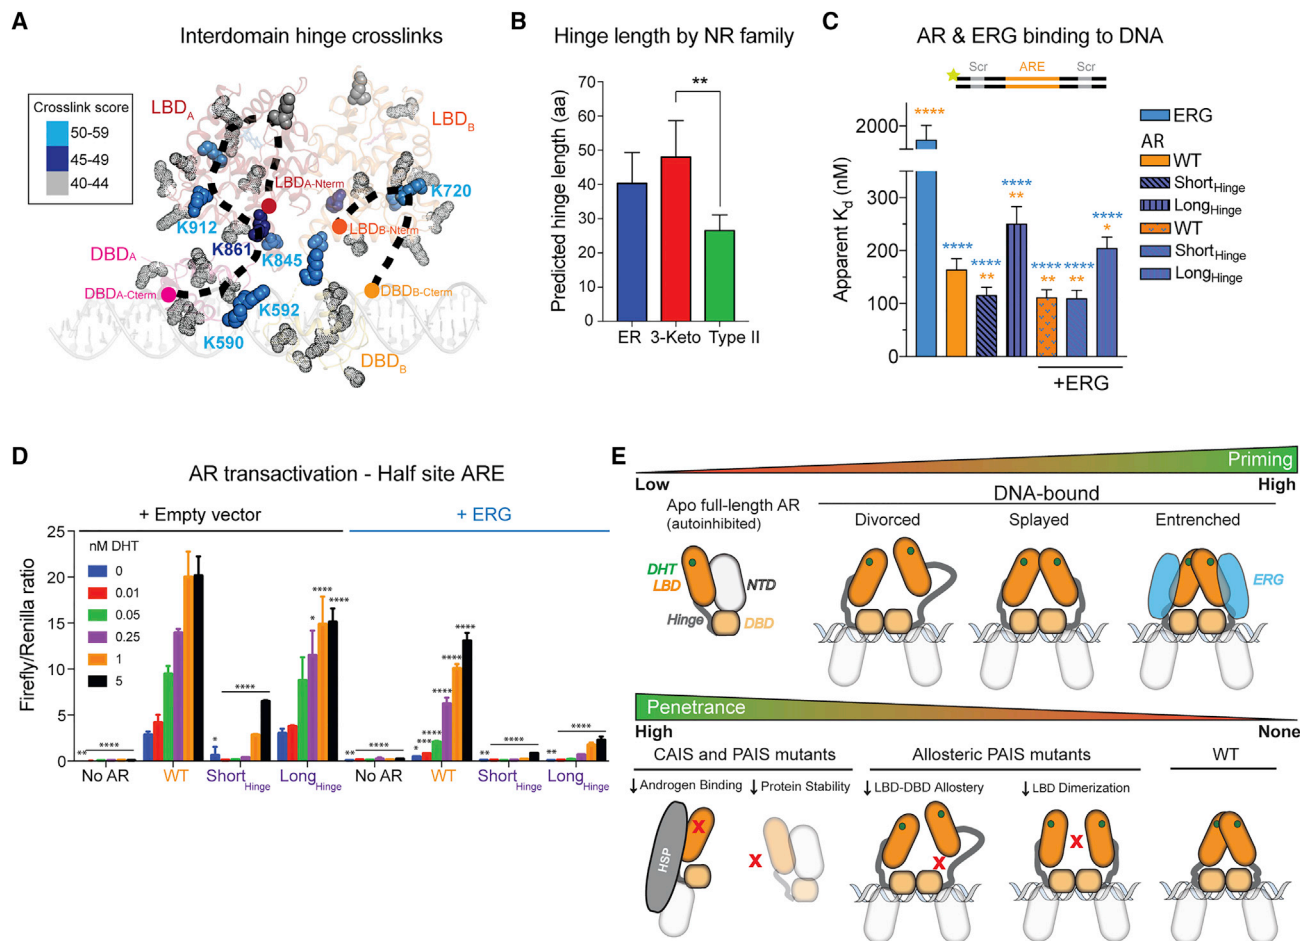 A
Interdomain hinge crosslinks
Crosslink score
50-59
45-49
40-44
LBDA
LBDB
LBDA-Nterm
K720
K912
LBDB-Nterm
K861
K845
DBDA
DBDA-Cterm
DBDB-Cterm
K592
K590
DBDB
B
Hinge length by NR family
Predicted hinge length (aa)
70
60
50
40
30
20
10
0
**
ER
3-Keto
Type II
C
AR & ERG binding to DNA
Scr
ARE
Scr
Apparent Kd (nM)
2000
300
200
100
0
****
****
****
**
****
**
****
**
****
**
****
*
+ERG
ERG
AR
WT
ShortHinge
LongHinge
WT
ShortHinge
LongHinge
D
AR transactivation - Half site ARE
+ Empty vector
+ ERG
Firefly/Renilla ratio
25
20
15
10
5
0
nM DHT
0
0.01
0.05
0.25
1
5
** ****
* ****
* **** ****
** ****
* *** **** **** **** ****
** ****
** ****
No AR
WT
ShortHinge
LongHinge
No AR
WT
ShortHinge
LongHinge
E
Priming
Low
High
Apo full-length AR
(autoinhibited)
DNA-bound
Divorced
Splayed
Entrenched
DHT
LBD
NTD
Hinge
DBD
ERG
Penetrance
High
None
CAIS and PAIS mutants
Allosteric PAIS mutants
WT
↓ Androgen Binding
↓ Protein Stability
↓ LBD-DBD Allostery
↓ LBD Dimerization
X
HSP
X
X
X